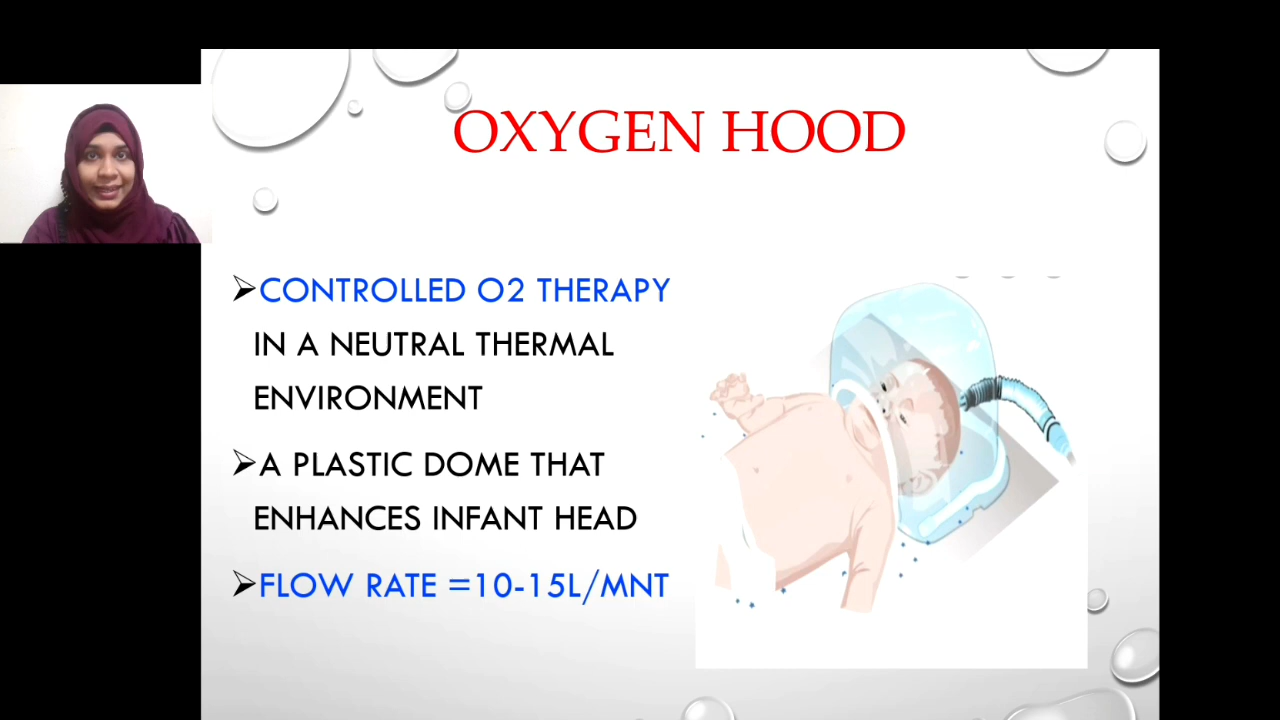 OXYGEN HOOD
CONTROLLED O2 THERAPY
IN A NEUTRAL THERMAL
ENVIRONMENT
A PLASTIC DOME THAT
ENHANCES INFANT HEAD
FLOW RATE =10-15L/MNT